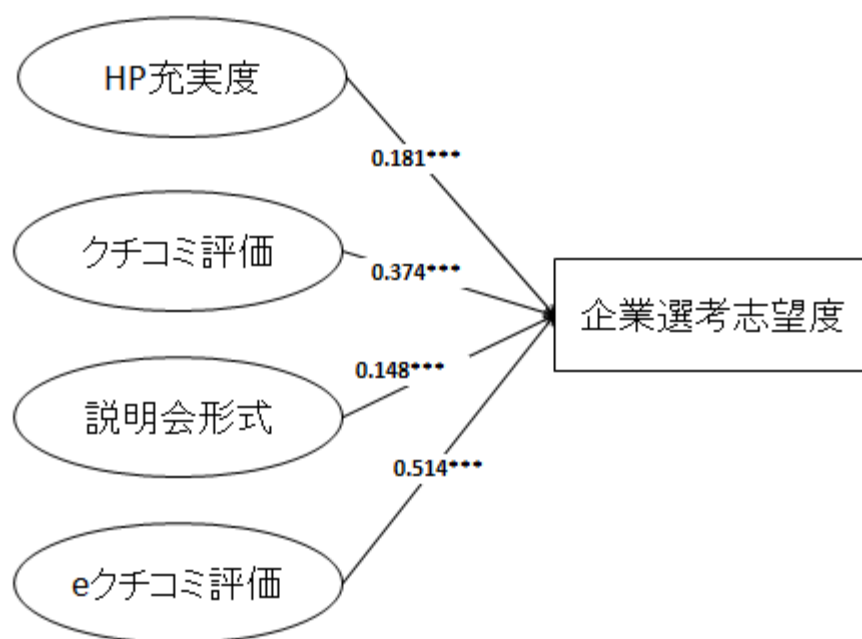 HP充実度
0.181***
クチコミ評価
0.374***
企業選考志望度
0.148***
説明会形式
0.514***
eクチコミ評価